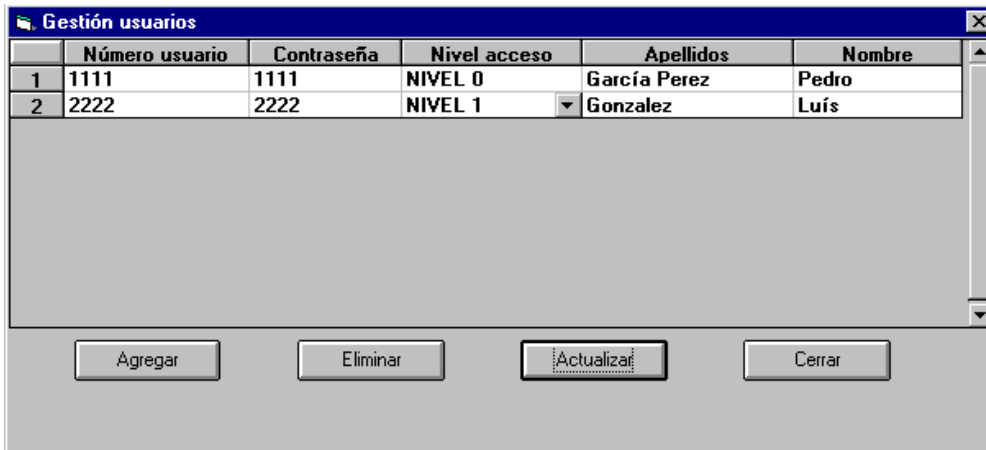 Gestión usuarios
Número usuario Contraseña Nivel acceso Apellidos Nombre
1 1111 1111 NIVEL 0 García Perez Pedro
2 2222 2222 NIVEL 1 Gonzalez Luís
Agregar Eliminar Actualizar Cerrar